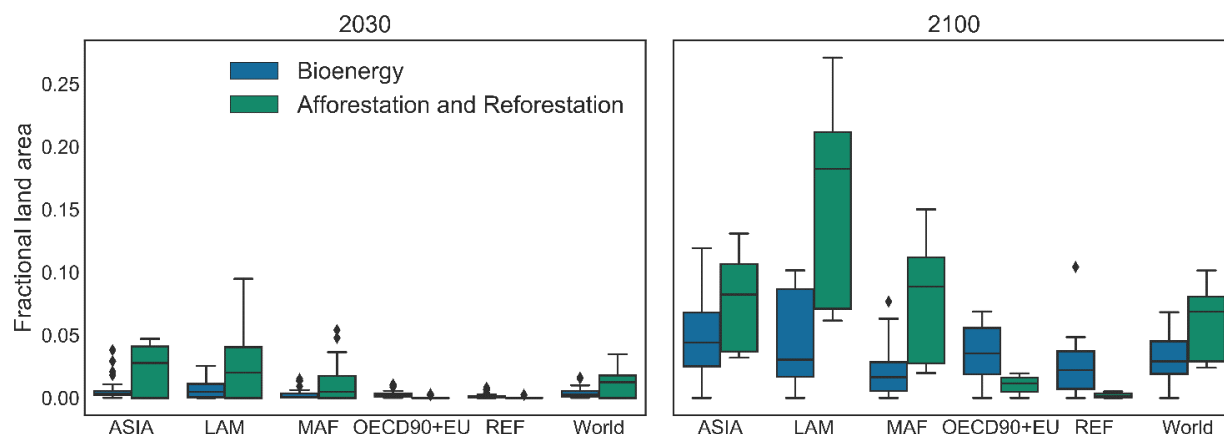 2030
2100
Fractional land area
0.25
0.20
0.15
0.10
0.05
0.00
Bioenergy
Afforestation and Reforestation
ASIA LAM MAF OECD90+EU REF World
ASIA LAM MAF OECD90+EU REF World